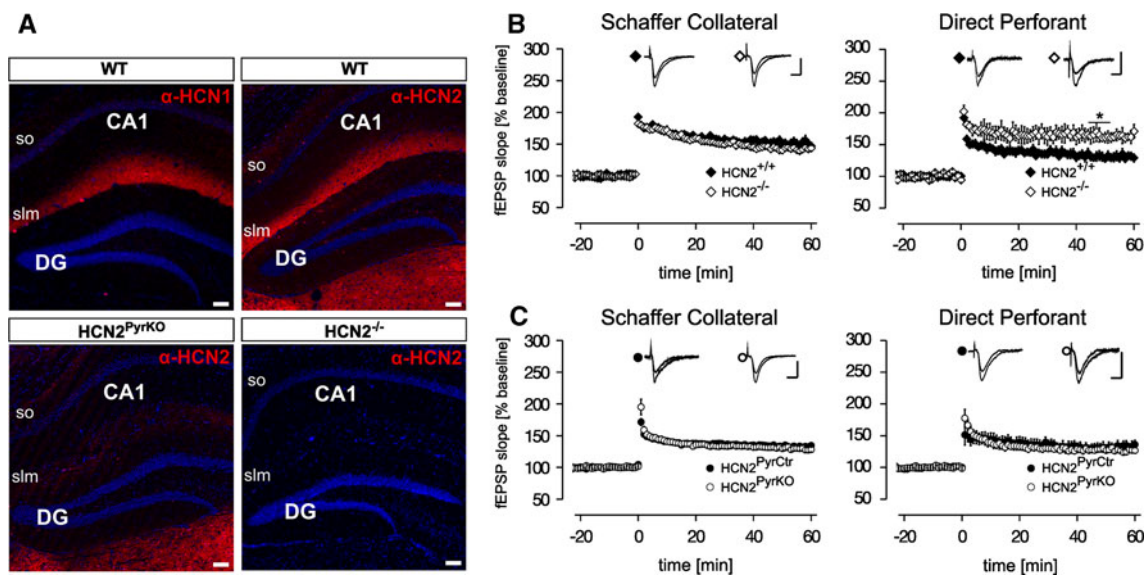 A
WT
WT
α-HCN1
CA1
so
slm
DG
α-HCN2
CA1
so
slm
DG
HCN2PyrKO
HCN2-/-
α-HCN2
CA1
so
slm
DG
α-HCN2
CA1
so
slm
DG
B
Schaffer Collateral
300
250
200
150
100
50
fEPSP slope [% baseline]
HCN2+/+
HCN2-/-
-20 0 20 40 60
time [min]
Direct Perforant
300
250
200
150
100
50
*
HCN2+/+
HCN2-/-
-20 0 20 40 60
time [min]
C
Schaffer Collateral
300
250
200
150
100
50
fEPSP slope [% baseline]
HCN2PyrCtr
HCN2PyrKO
-20 0 20 40 60
time [min]
Direct Perforant
300
250
200
150
100
50
HCN2PyrCtr
HCN2PyrKO
-20 0 20 40 60
time [min]